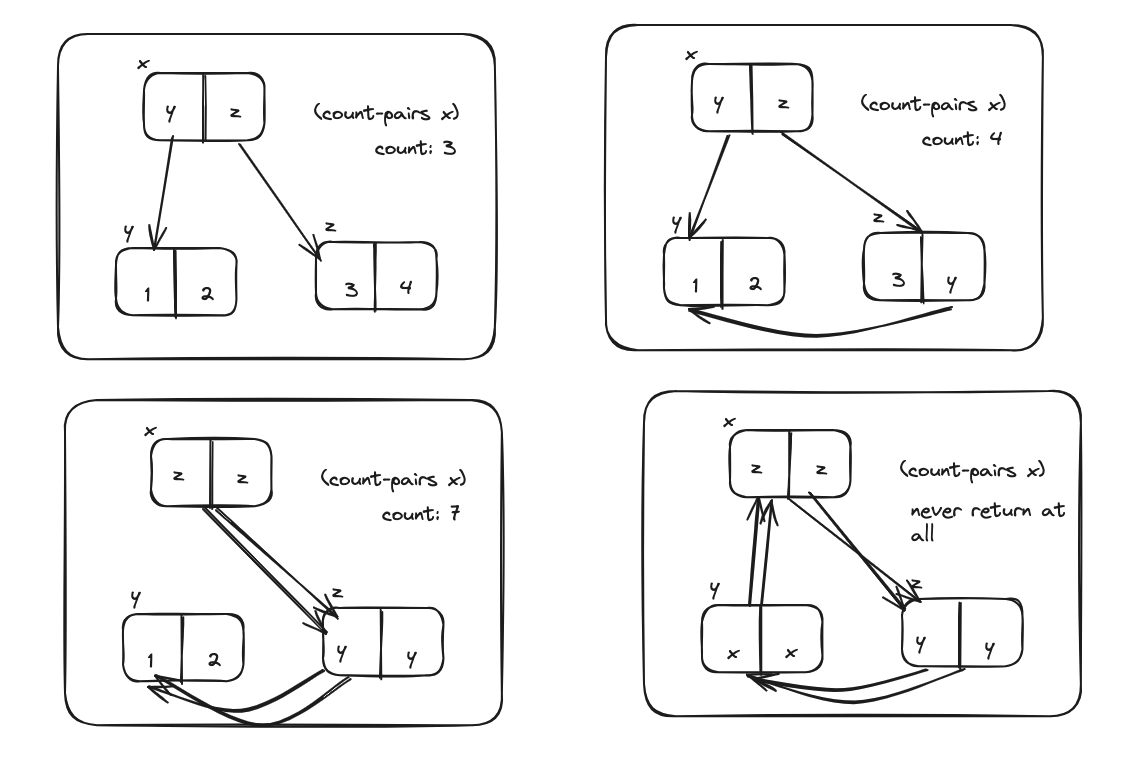 x
y z
(count-pairs x)
count: 3
y
z
1 2
3 4
x
y z
(count-pairs x)
count: 4
y
z
1 2
3 y
x
z z
(count-pairs x)
count: 7
y
z
1 2
y y
x
z z
(count-pairs x)
never return at
all
y
z
x x
y y